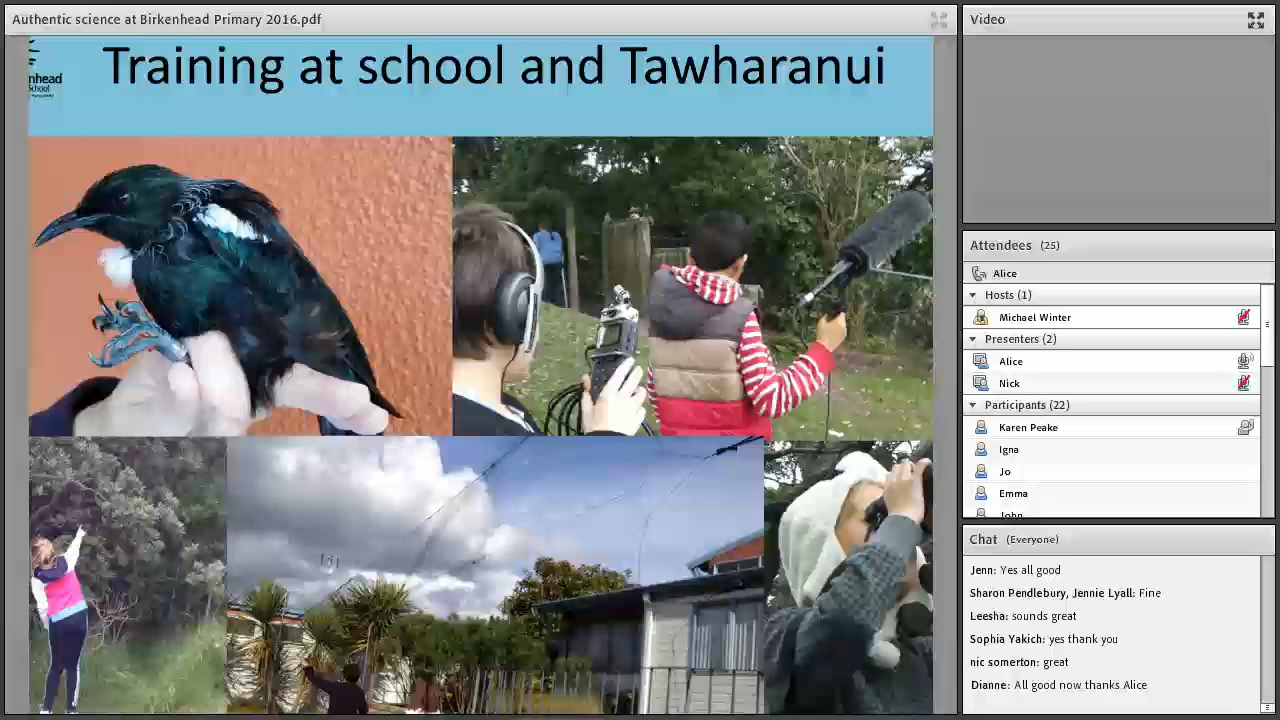 Authentic science at Birkenhead Primary 2016.pdf
nhead
School
Training at school and Tawharanui
Video
Attendees (25)
Alice
Hosts (1)
Michael Winter
Presenters (2)
Alice
Nick
Participants (22)
Karen Peake
Igna
Jo
Emma
John
Chat (Everyone)
Jenn: Yes all good
Sharon Pendlebury, Jennie Lyall: Fine
Leesha: sounds great
Sophia Yakich: yes thank you
nic somerton: great
Dianne: All good now thanks Alice